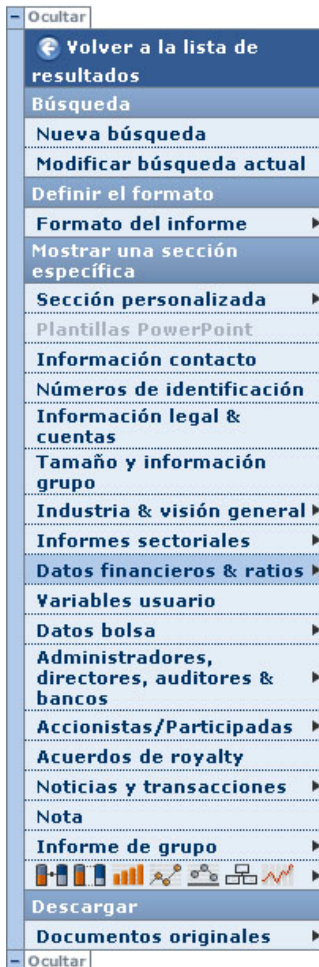 Ocultar
Volver a la lista de
resultados
Búsqueda
Nueva búsqueda
Modificar búsqueda actual
Definir el formato
Formato del informe
Mostrar una sección
específica
Sección personalizada
Plantillas PowerPoint
Información contacto
Números de identificación
Información legal &
cuentas
Tamaño y información
grupo
Industria & visión general
Informes sectoriales
Datos financieros & ratios
Variables usuario
Datos bolsa
Administradores,
directores, auditores &
bancos
Accionistas/Participadas
Acuerdos de royalty
Noticias y transacciones
Nota
Informe de grupo
Descargar
Documentos originales
Ocultar